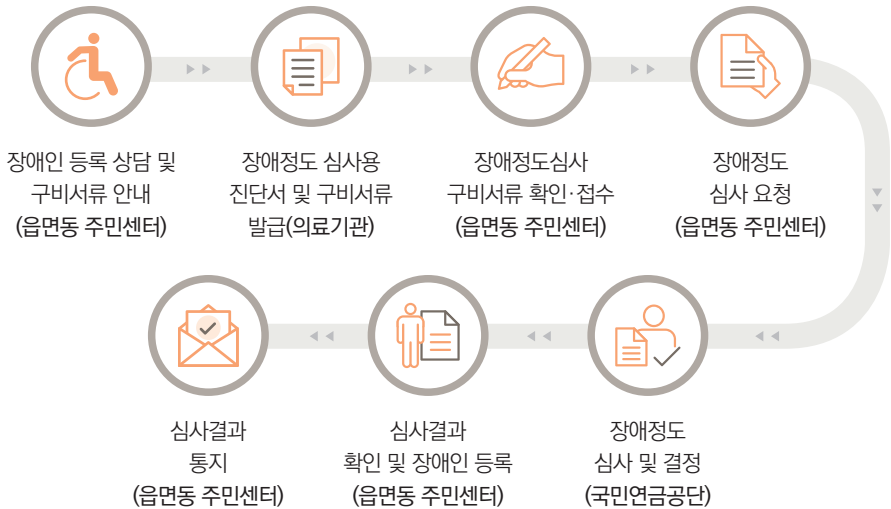 장애인 등록 상담 및
구비서류 안내
(읍면동 주민센터)
장애정도 심사용
진단서 및 구비서류
발급(의료기관)
장애정도심사
구비서류 확인·접수
(읍면동 주민센터)
장애정도
심사 요청
(읍면동 주민센터)
장애정도
심사 및 결정
(국민연금공단)
심사결과
확인 및 장애인 등록
(읍면동 주민센터)
심사결과
통지
(읍면동 주민센터)